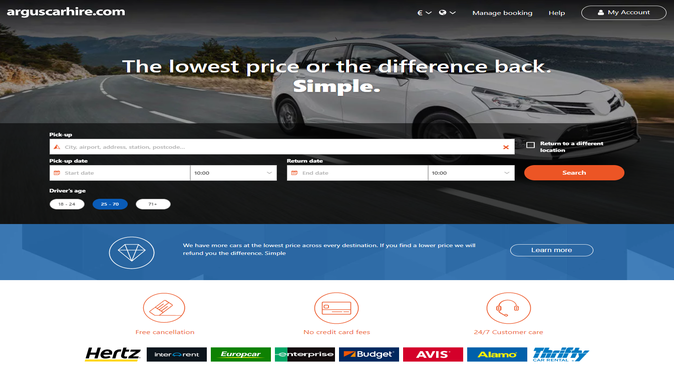 arguscarhire.com
€
Manage booking
Help
My Account
The lowest price or the difference back.
Simple.
Pick-up
City, airport, address, station, postcode...
Return to a different
location
Pick-up date
Return date
Start date
10:00
End date
10:00
Search
Driver's age
18 - 24
25 - 70
71+
We have more cars at the lowest price across every destination. If you find a lower price we will
refund you the difference. Simple
Learn more
Free cancellation
No credit card fees
24/7 Customer care
Hertz
inter rent
Europcar
enterprise
Budget
AVIS
Alamo
Thrifty
CAR RENTAL